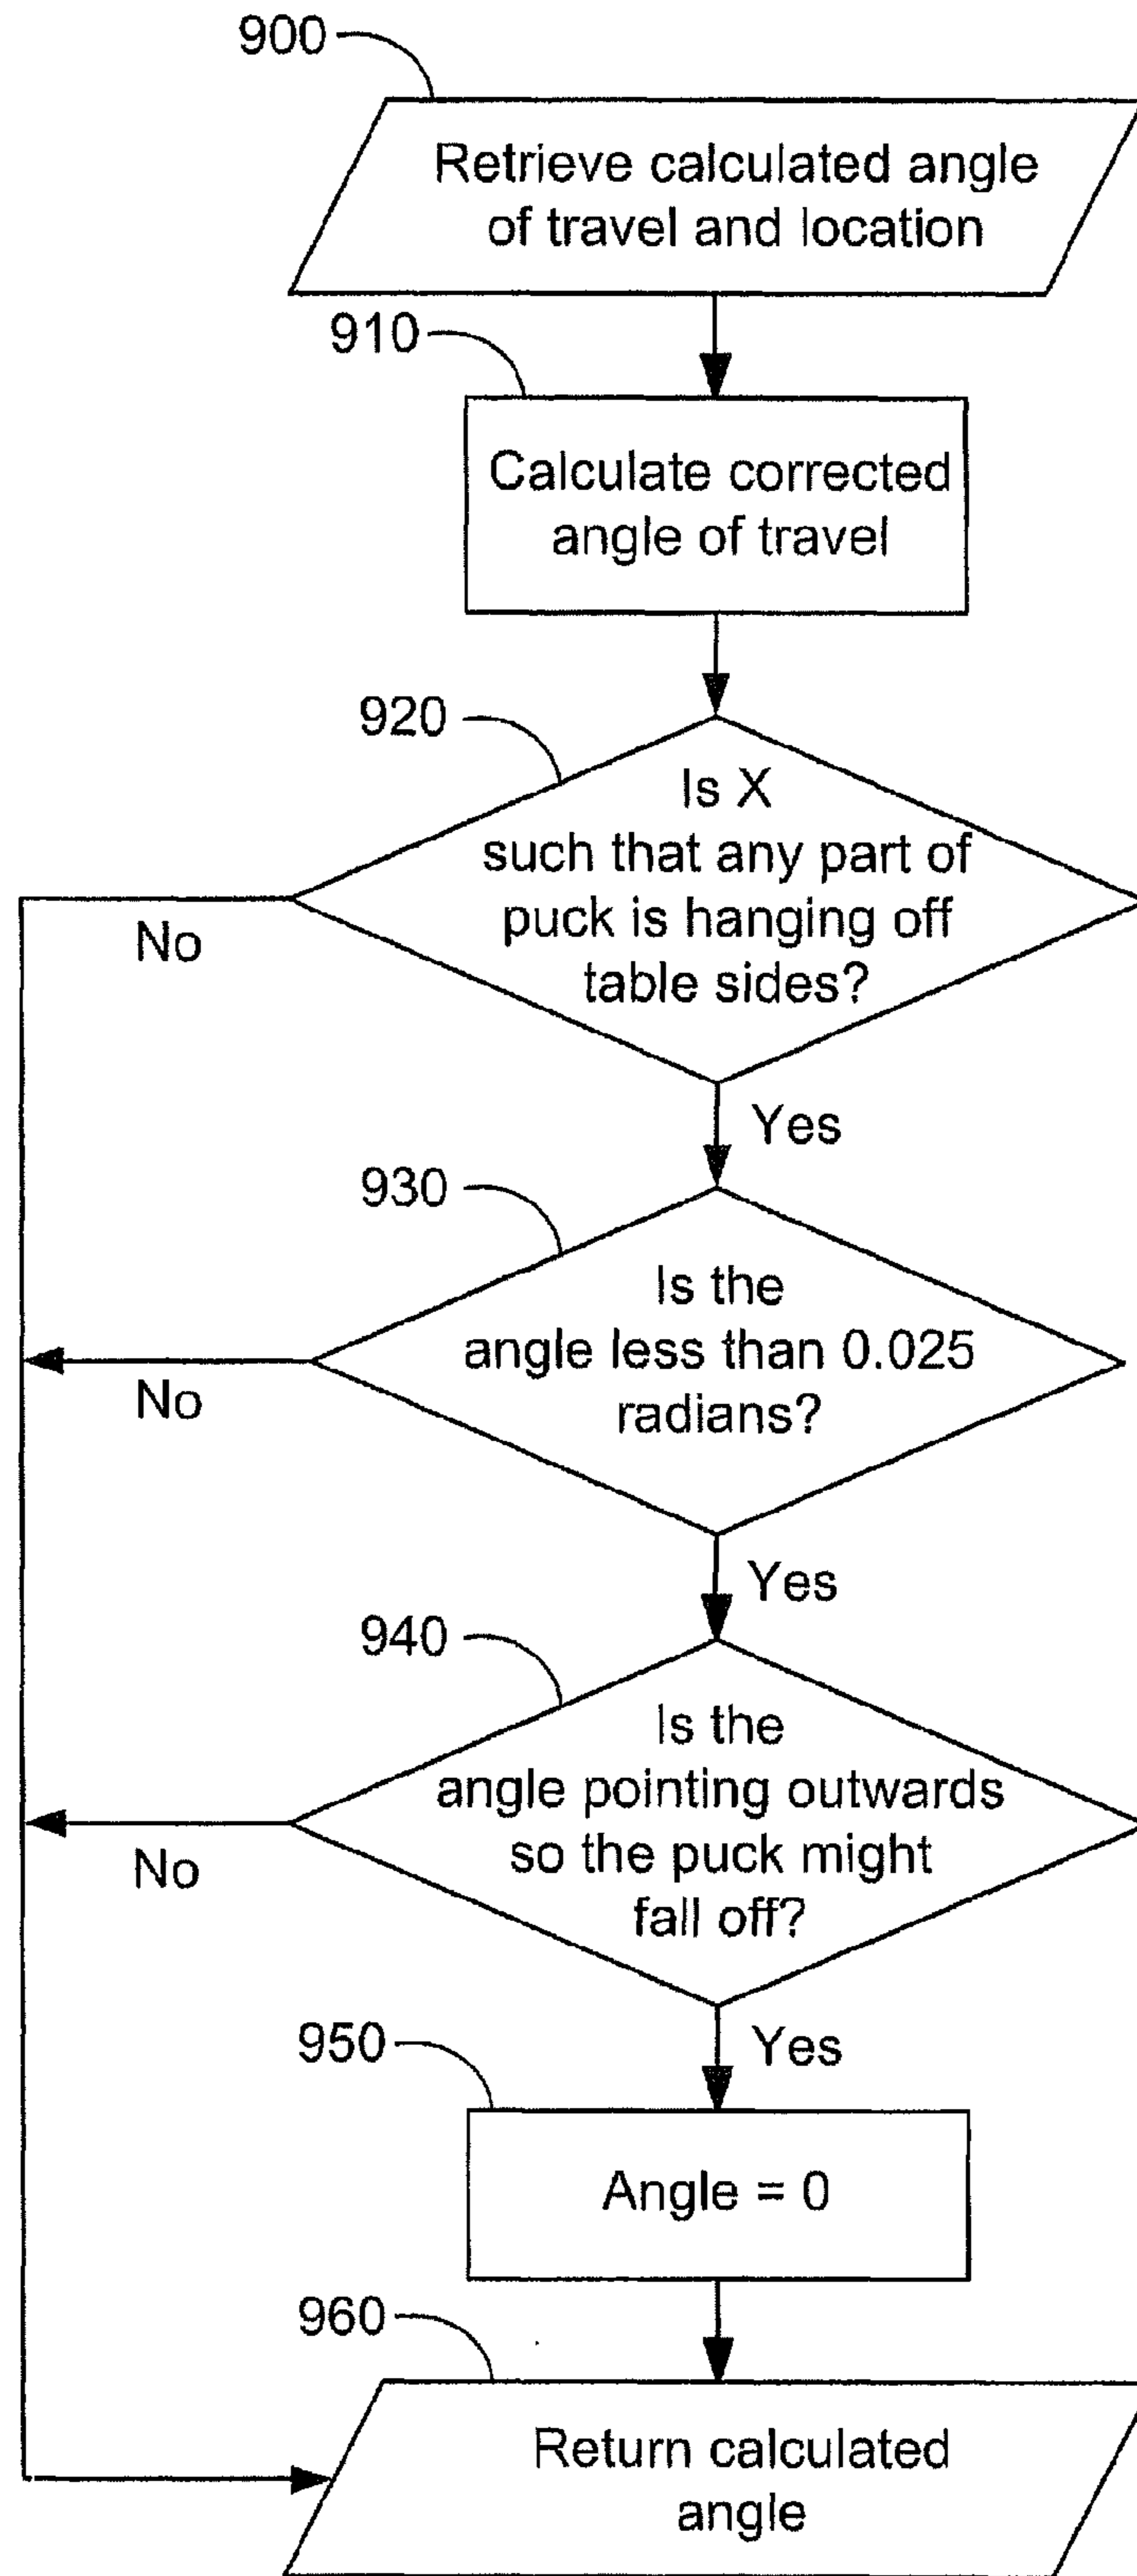 900
Retrieve calculated angle
of travel and location
910
Calculate corrected
angle of travel
920
Is X
such that any part of
puck is hanging off
table sides?
No
Yes
930
Is the
angle less than 0.025
radians?
No
Yes
940
Is the
angle pointing outwards
so the puck might
fall off?
No
Yes
950
Angle = 0
960
Return calculated
angle